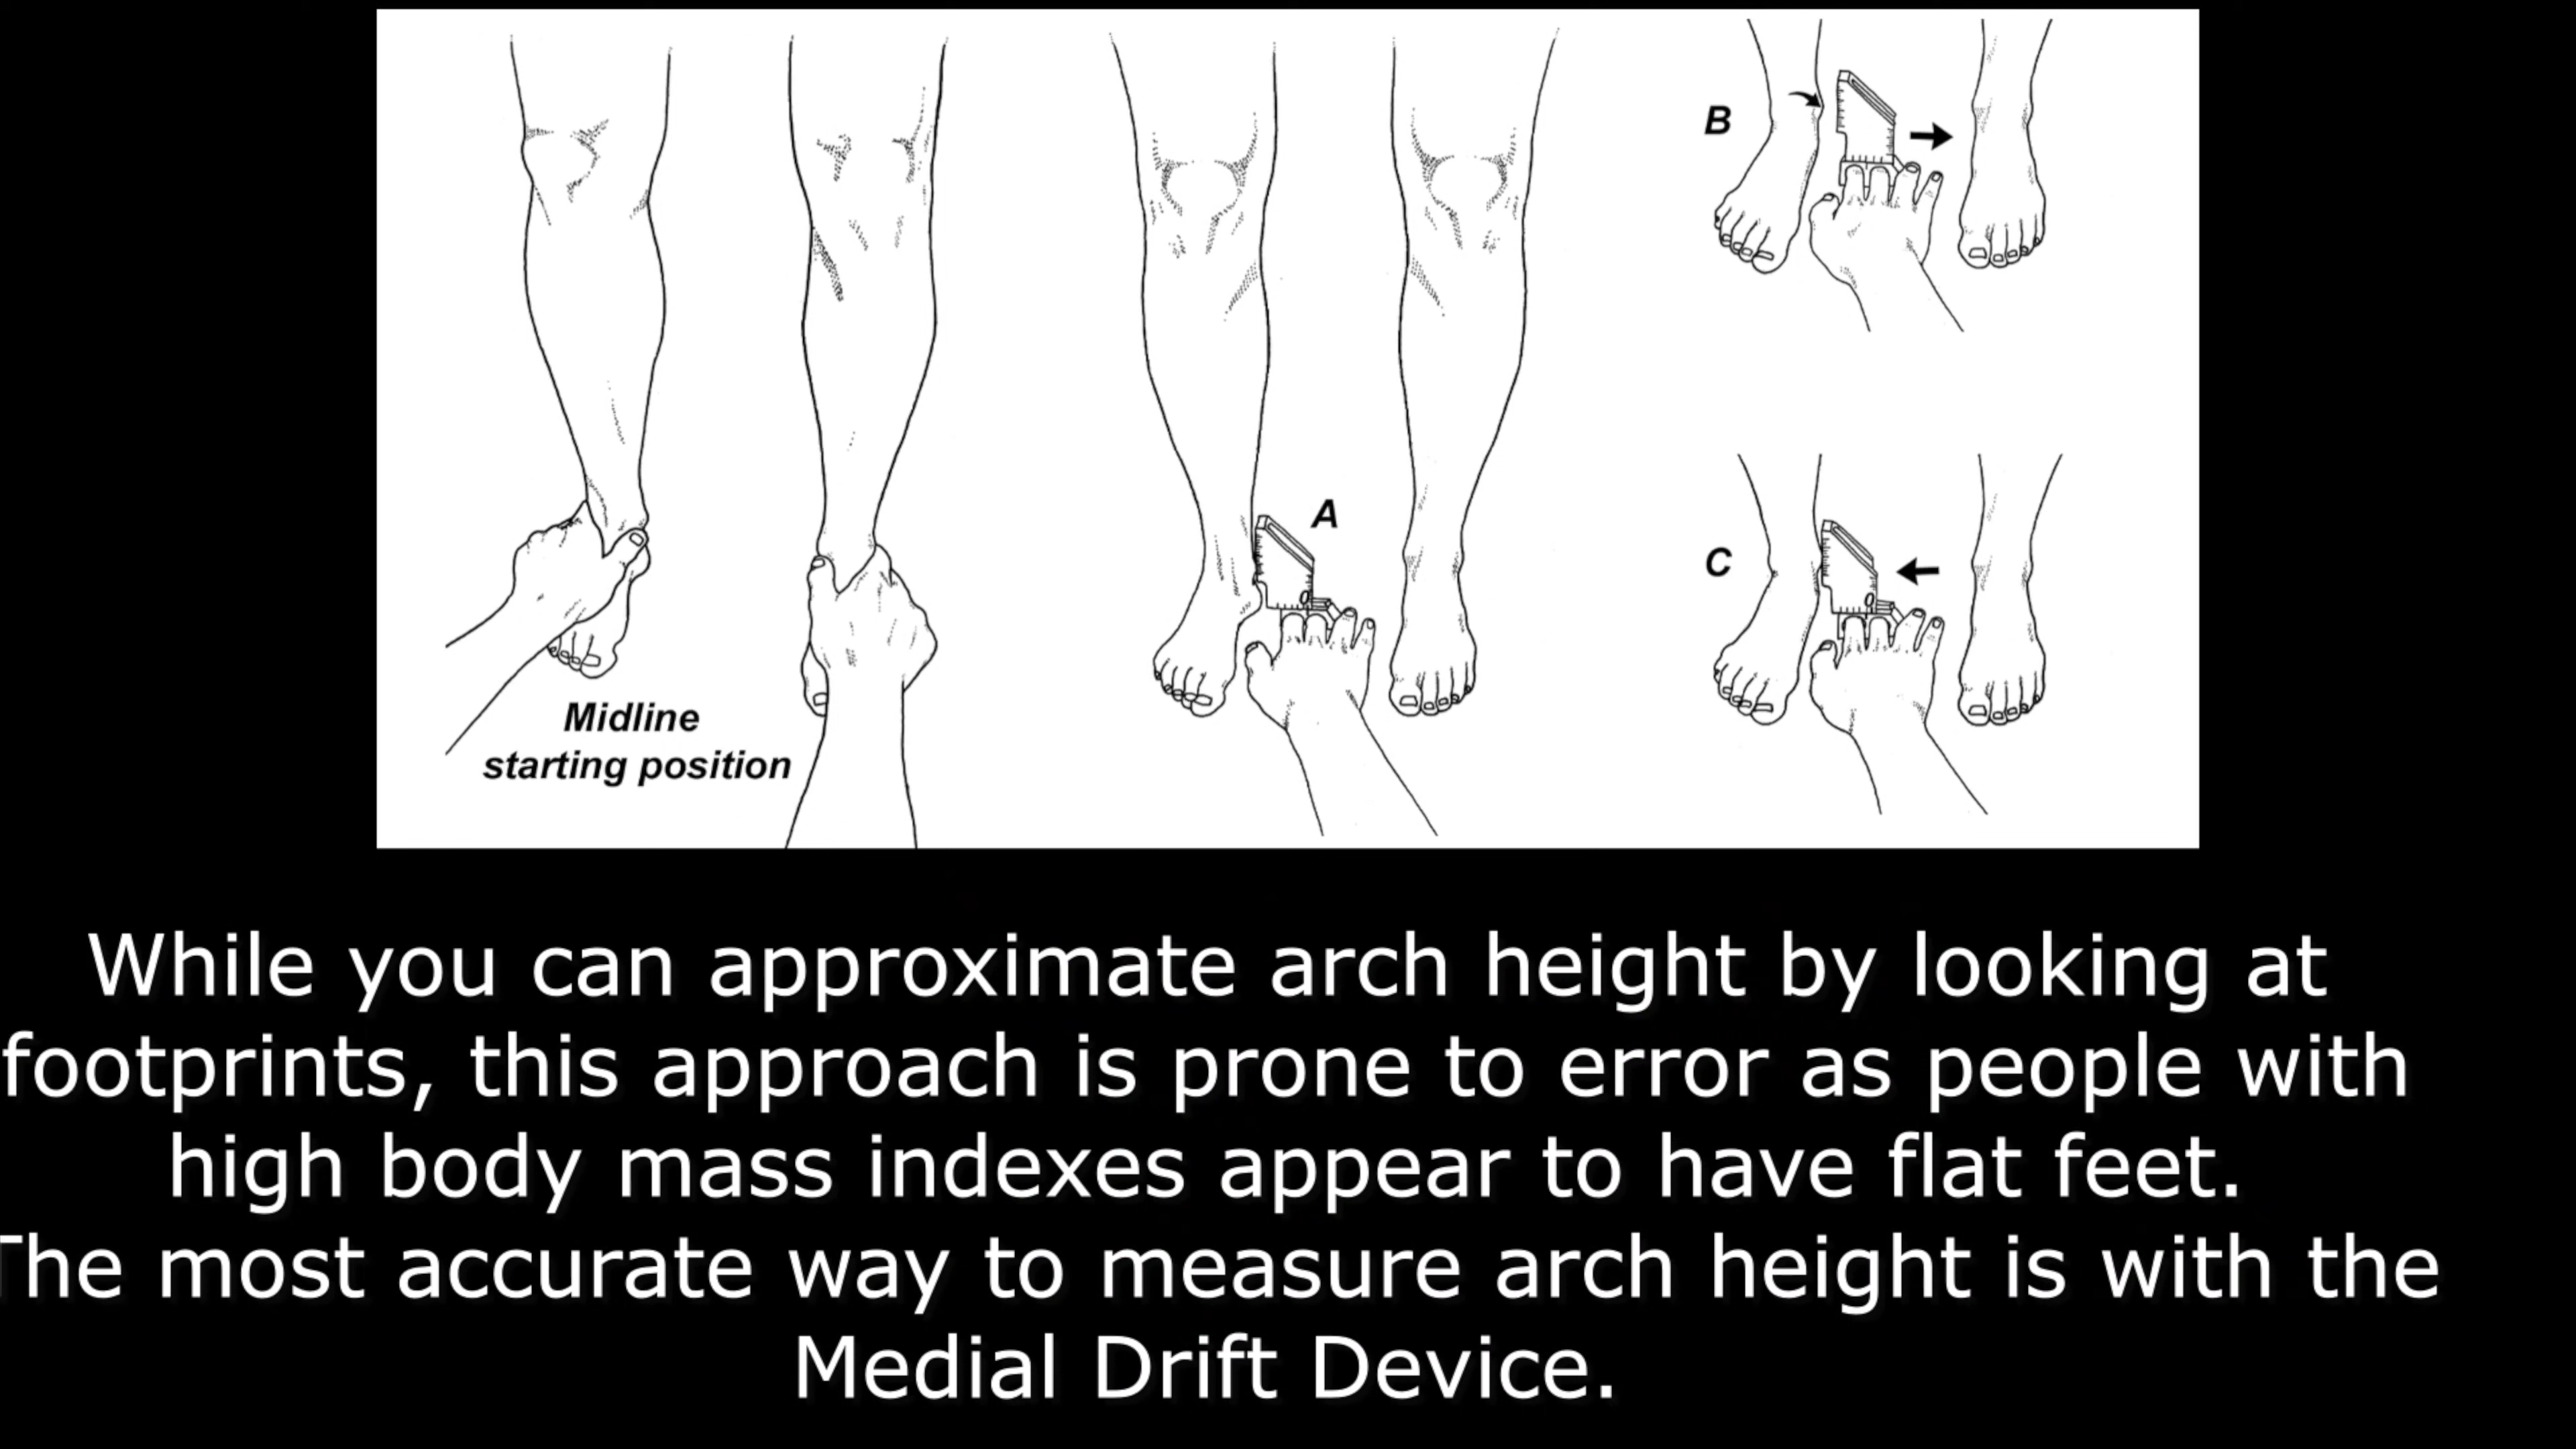 Midline
starting position
A
B
C
While you can approximate arch height by looking at
footprints, this approach is prone to error as people with
high body mass indexes appear to have flat feet.
The most accurate way to measure arch height is with the
Medial Drift Device.